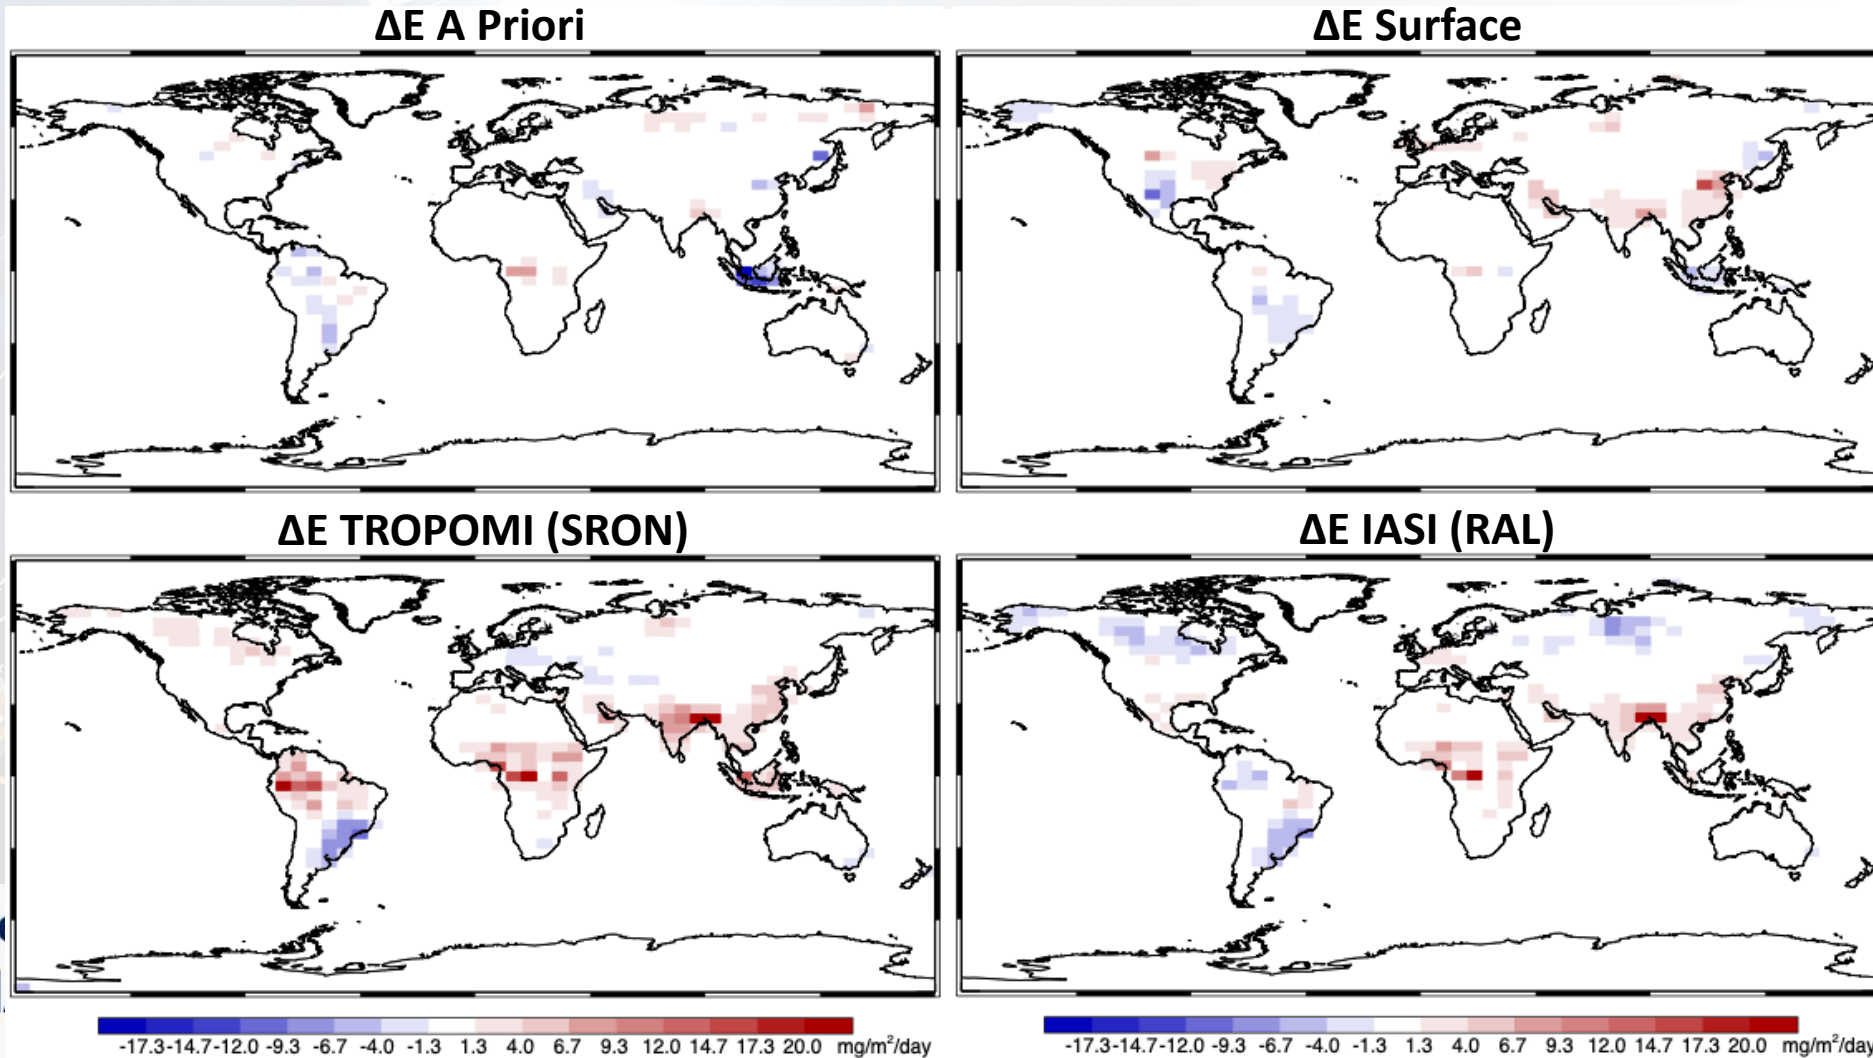 ΔE A Priori
ΔE Surface
ΔE TROPOMI (SRON)
ΔE IASI (RAL)
-17.3-14.7-12.0 -9.3 -6.7 -4.0 -1.3 1.3 4.0 6.7 9.3 12.0 14.7 17.3 20.0 mg/m²/day
-17.3-14.7-12.0 -9.3 -6.7 -4.0 -1.3 1.3 4.0 6.7 9.3 12.0 14.7 17.3 20.0 mg/m²/day